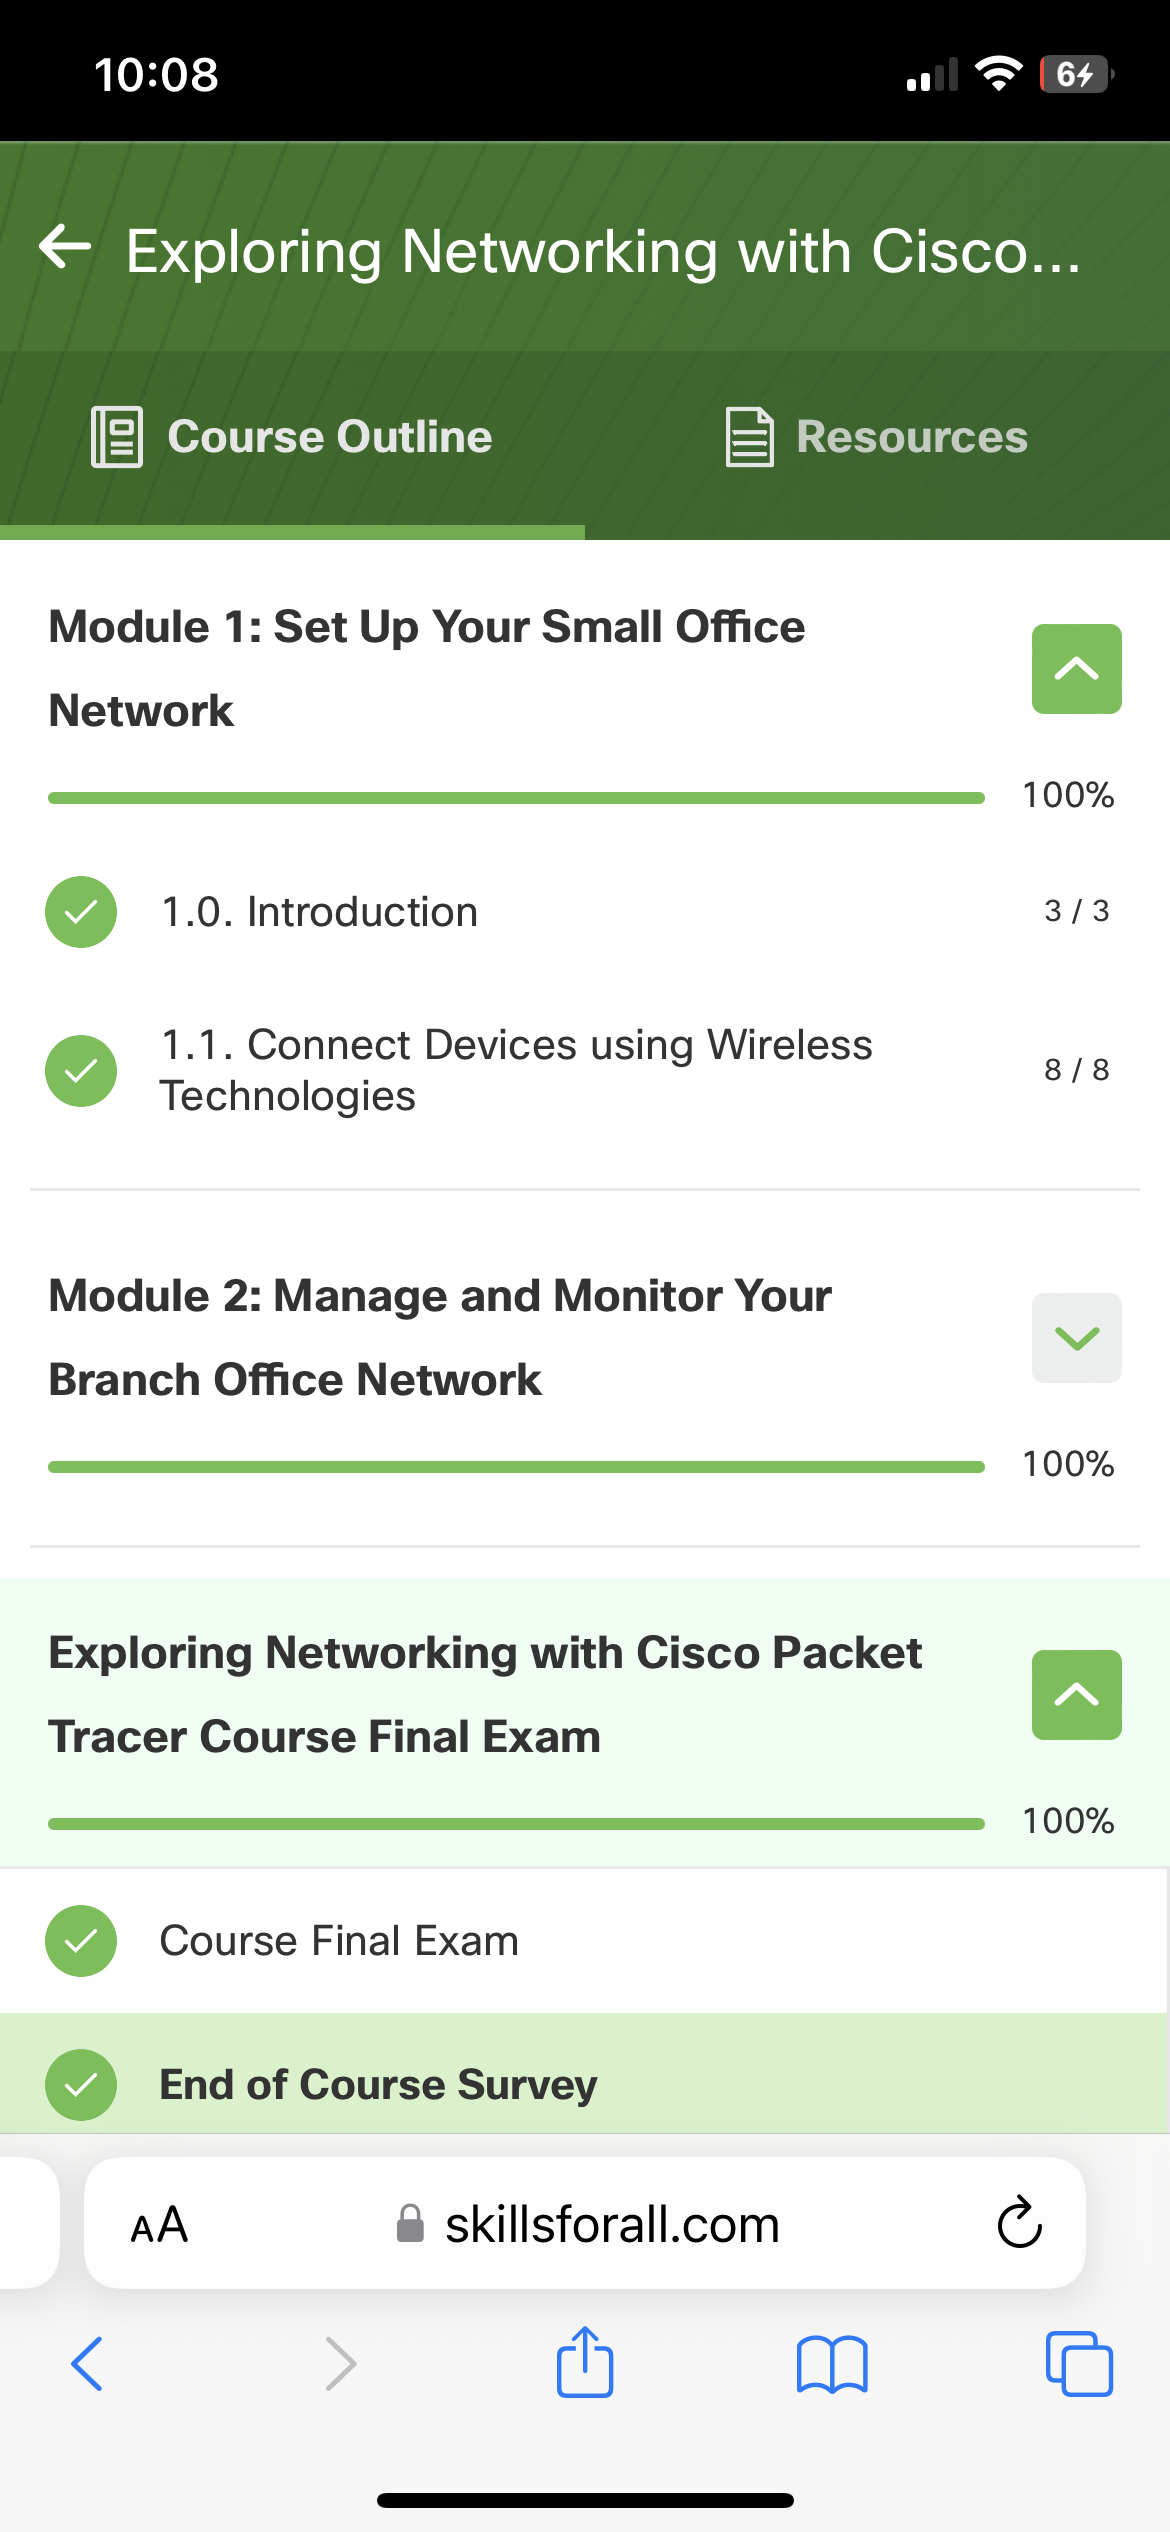 10:08
64
Exploring Networking with Cisco...
Course Outline
Resources
Module 1: Set Up Your Small Office
Network
100%
1.0. Introduction
3 / 3
1.1. Connect Devices using Wireless
Technologies
8 / 8
Module 2: Manage and Monitor Your
Branch Office Network
100%
Exploring Networking with Cisco Packet
Tracer Course Final Exam
100%
Course Final Exam
End of Course Survey
AA
skillsforall.com